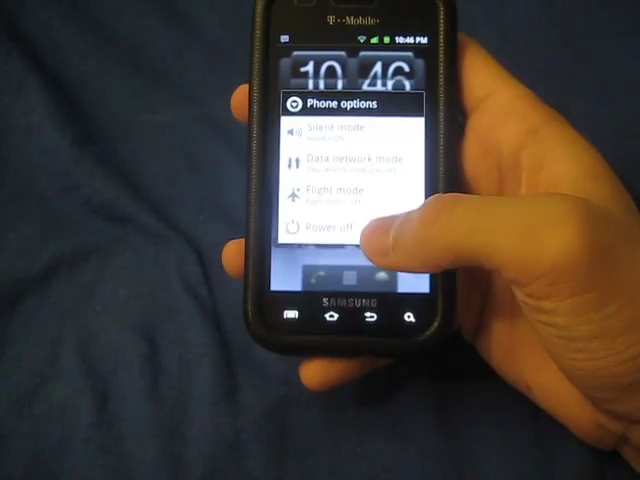 T··Mobile·
10:46 PM
10 46
Phone options
Silent mode
Data network mode
Flight mode
Power off
SAMSUNG